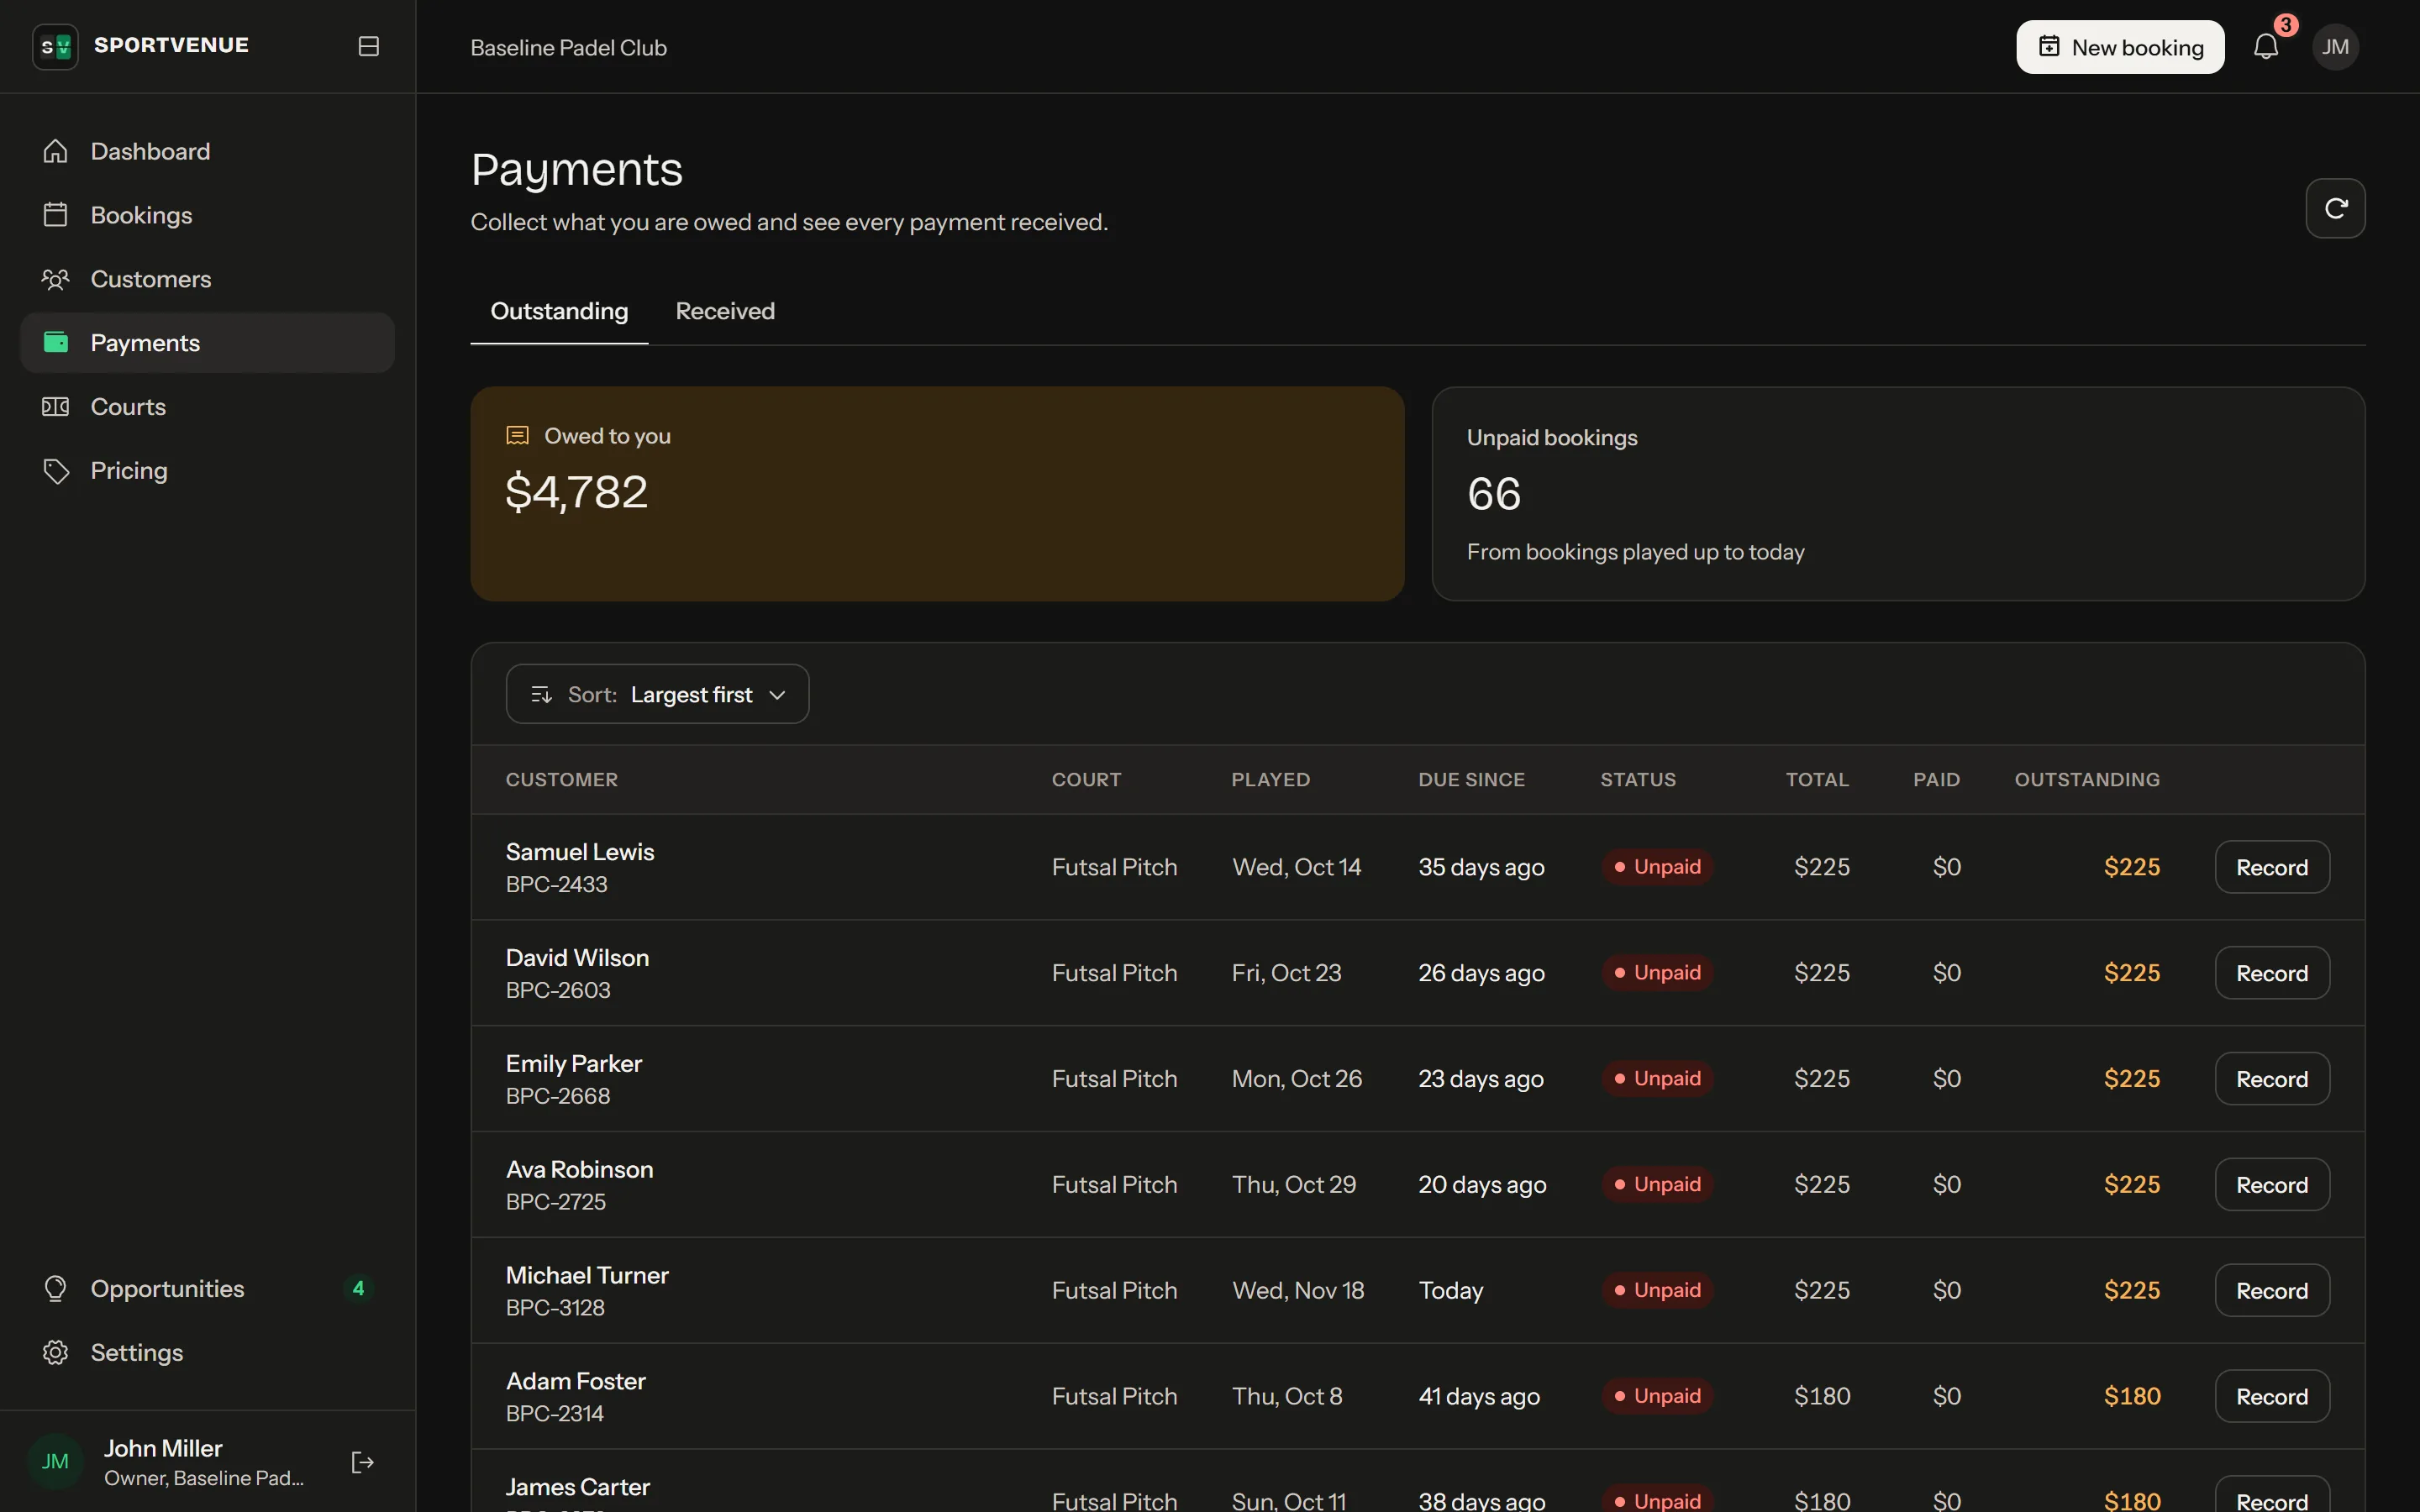 SV SPORTVENUE
Baseline Padel Club
New booking
3
JM
Dashboard
Bookings
Customers
Payments
Courts
Pricing
Opportunities 4
Settings
JM
John Miller
Owner, Baseline Pad...
Payments
Collect what you are owed and see every payment received.
Outstanding Received
Owed to you
$4,782
Unpaid bookings
66
From bookings played up to today
Sort: Largest first
CUSTOMER COURT PLAYED DUE SINCE STATUS TOTAL PAID OUTSTANDING
Samuel Lewis
BPC-2433
Futsal Pitch Wed, Oct 14 35 days ago Unpaid $225 $0 $225 Record
David Wilson
BPC-2603
Futsal Pitch Fri, Oct 23 26 days ago Unpaid $225 $0 $225 Record
Emily Parker
BPC-2668
Futsal Pitch Mon, Oct 26 23 days ago Unpaid $225 $0 $225 Record
Ava Robinson
BPC-2725
Futsal Pitch Thu, Oct 29 20 days ago Unpaid $225 $0 $225 Record
Michael Turner
BPC-3128
Futsal Pitch Wed, Nov 18 Today Unpaid $225 $0 $225 Record
Adam Foster
BPC-2314
Futsal Pitch Thu, Oct 8 41 days ago Unpaid $180 $0 $180 Record
James Carter
Futsal Pitch Sun, Oct 11 38 days ago Unpaid $180 $0 $180 Record